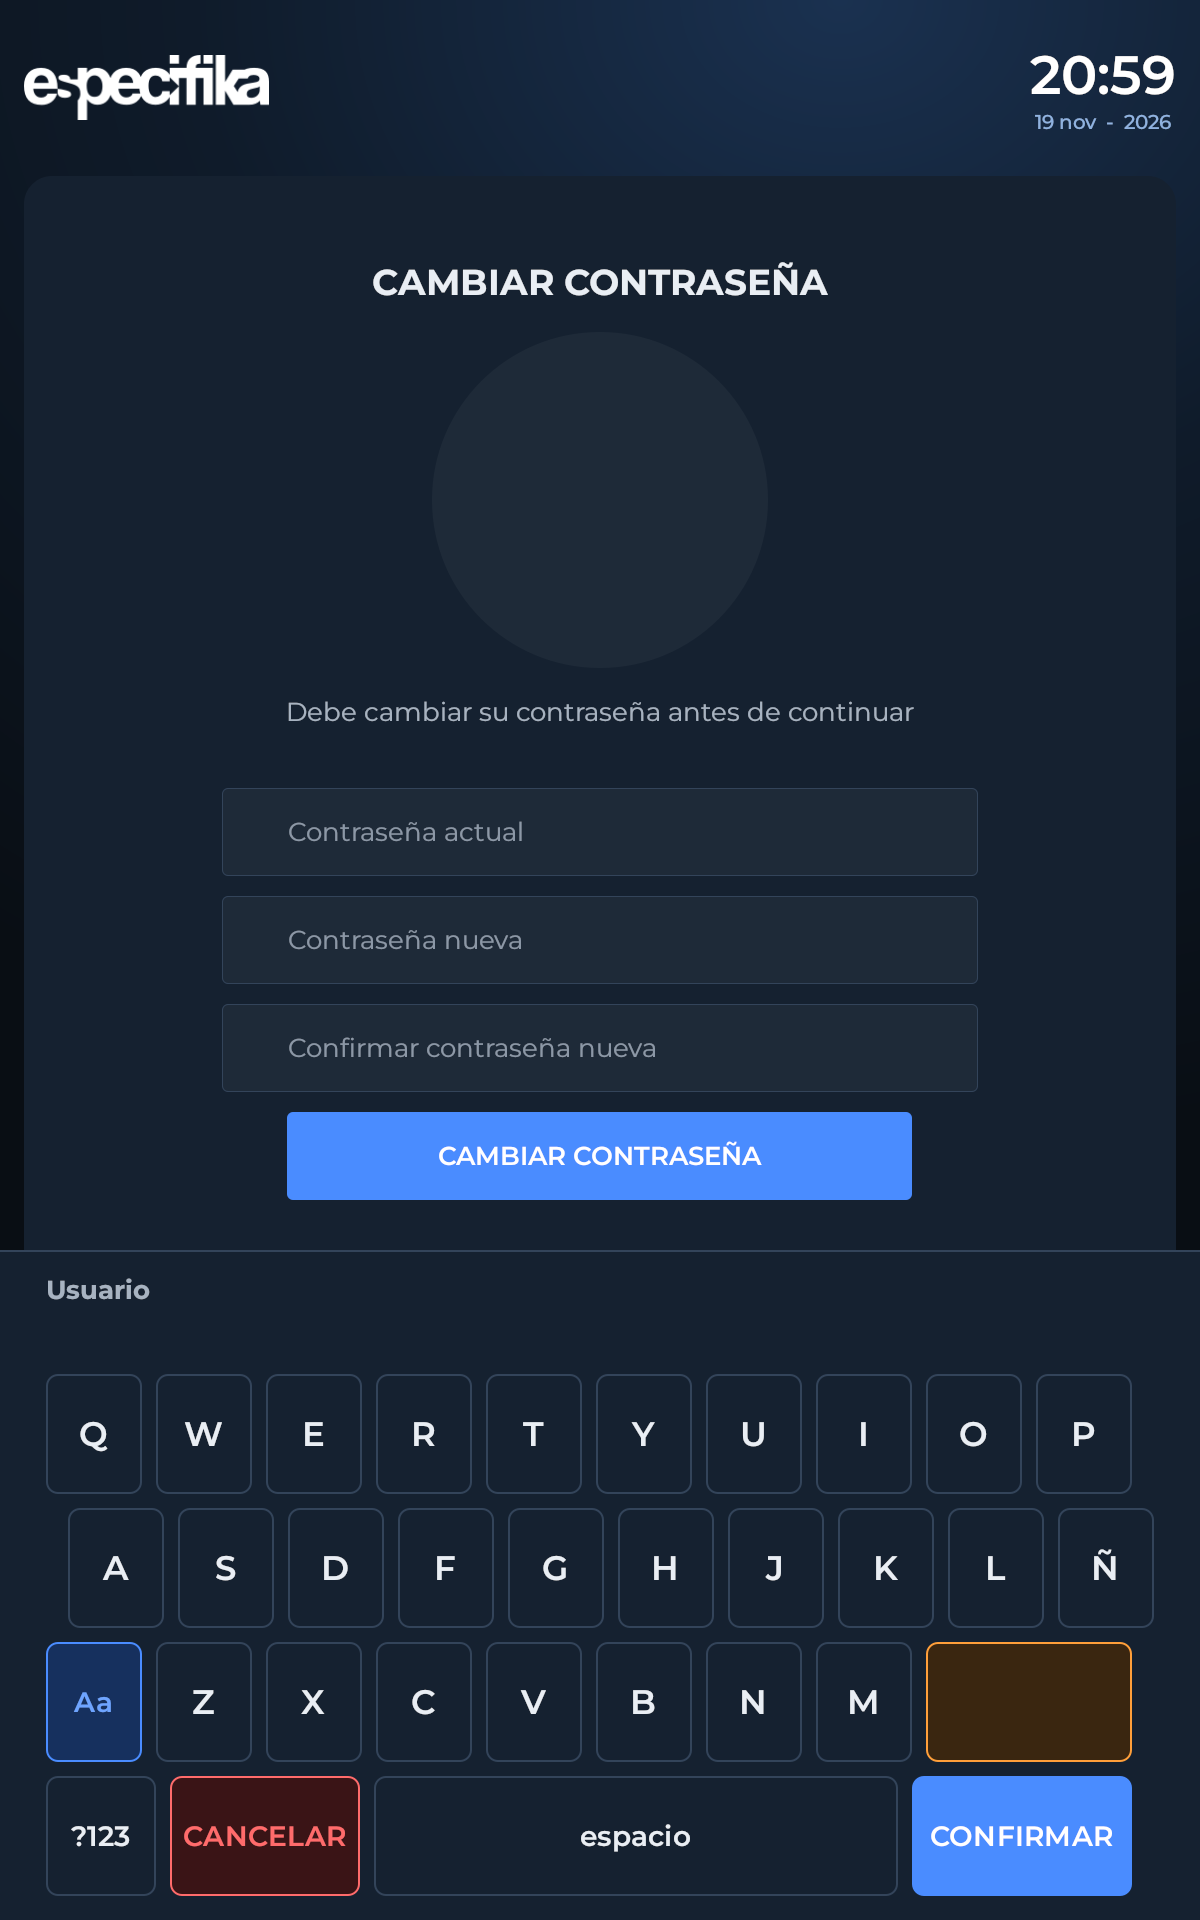 especifika
20:59
19 nov - 2026
CAMBIAR CONTRASEÑA
Debe cambiar su contraseña antes de continuar
Contraseña actual
Contraseña nueva
Confirmar contraseña nueva
CAMBIAR CONTRASEÑA
Usuario
Q W E R T Y U I O P
A S D F G H J K L Ñ
Aa Z X C V B N M
?123 CANCELAR espacio CONFIRMAR